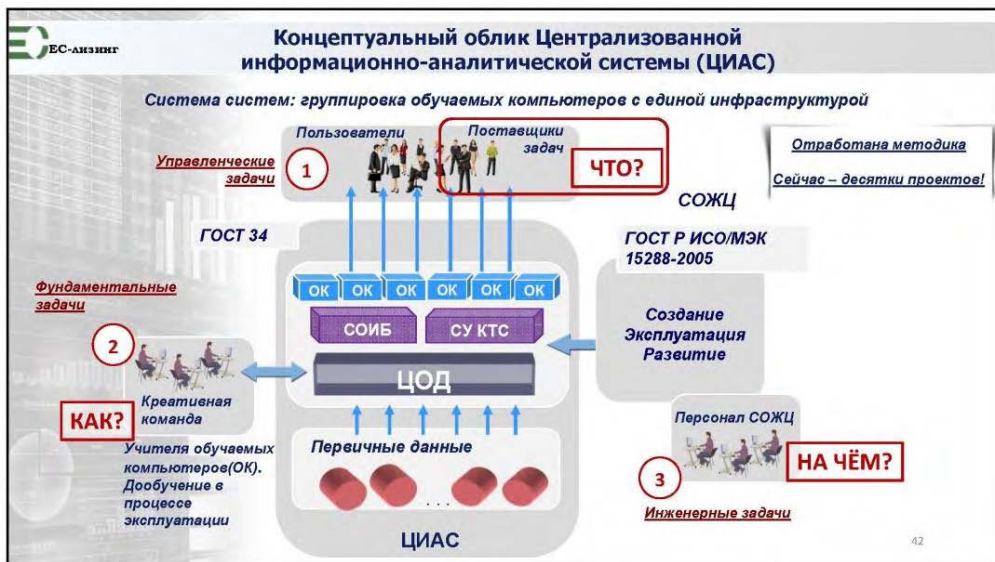 ЕС-лизинг
Концептуальный облик Централизованной
информационно-аналитической системы (ЦИАС)
Система систем: группировка обучаемых компьютеров с единой инфраструктурой
Пользователи
Поставщики
задач
Управленческие
задачи
1
ЧТО?
Отработана методика
Сейчас – десятки проектов!
СОЖЦ
ГОСТ 34
ГОСТ Р ИСО/МЭК
15288-2005
ОК ОК ОК ОК ОК ОК
СОИБ
СУ КТС
ЦОД
Создание
Эксплуатация
Развитие
Фундаментальные
задачи
2
КАК?
Креативная
команда
Учителя обучаемых
компьютеров(ОК).
Дообучение в
процессе
эксплуатации
Первичные данные
. . .
ЦИАС
Персонал СОЖЦ
НА ЧЁМ?
3
Инженерные задачи
42